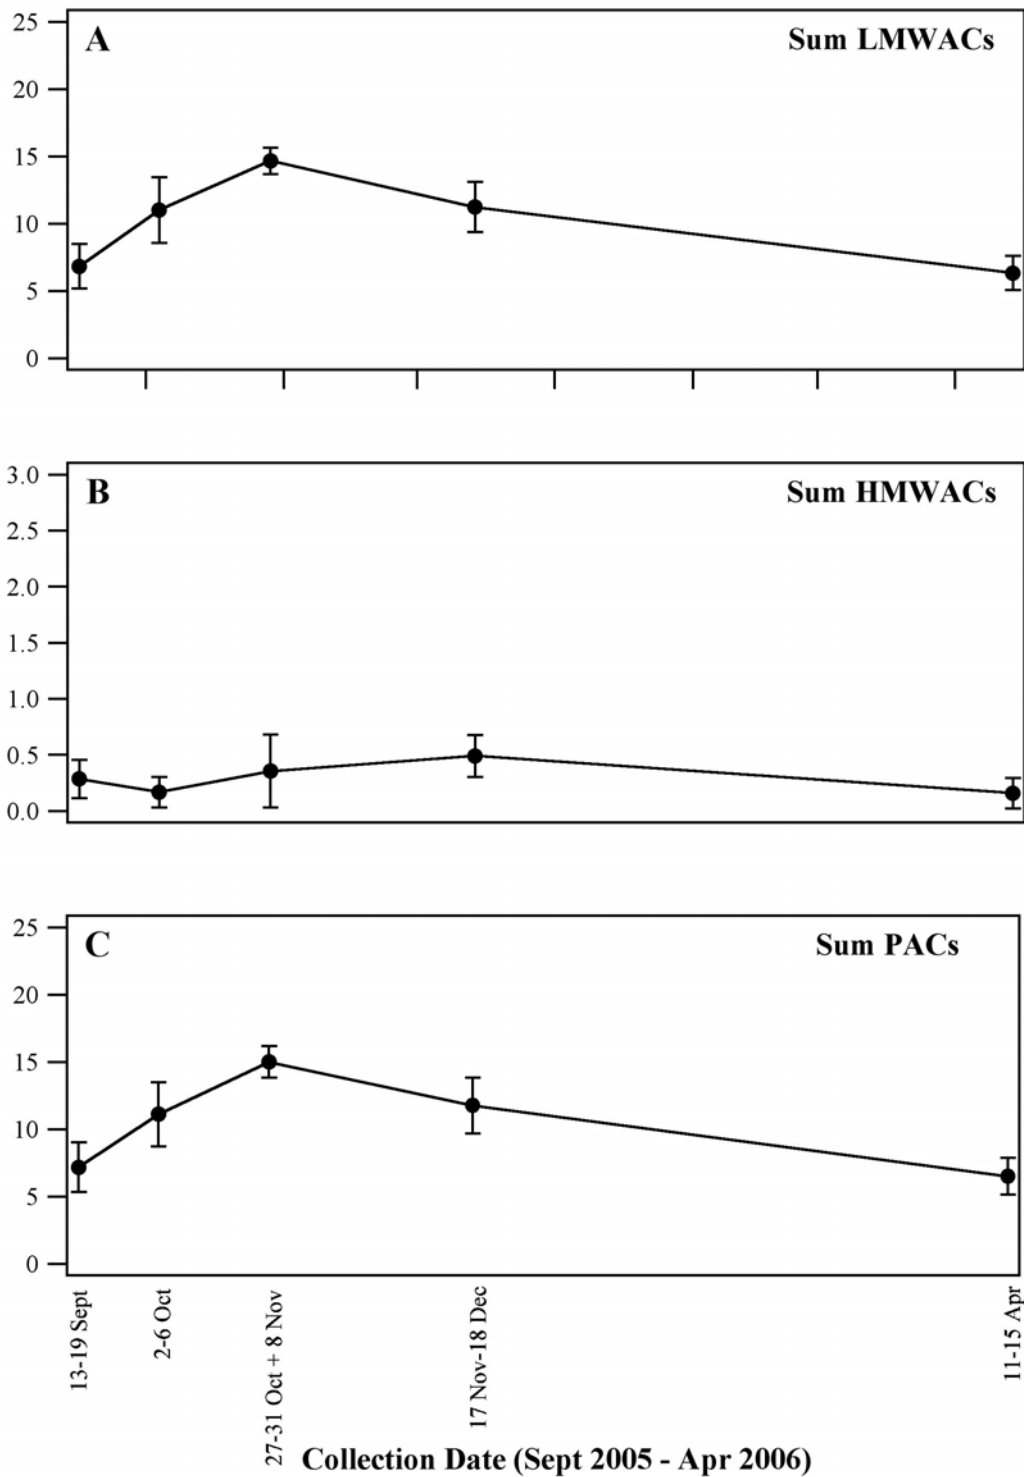 25
A
Sum LMWACs
20
15
10
5
0
3.0
B
Sum HMWACs
2.5
2.0
1.5
1.0
0.5
0.0
25
C
Sum PACs
20
15
10
5
0
13-19 Sept
2-6 Oct
27-31 Oct + 8 Nov
17 Nov-18 Dec
11-15 Apr
Collection Date (Sept 2005 - Apr 2006)